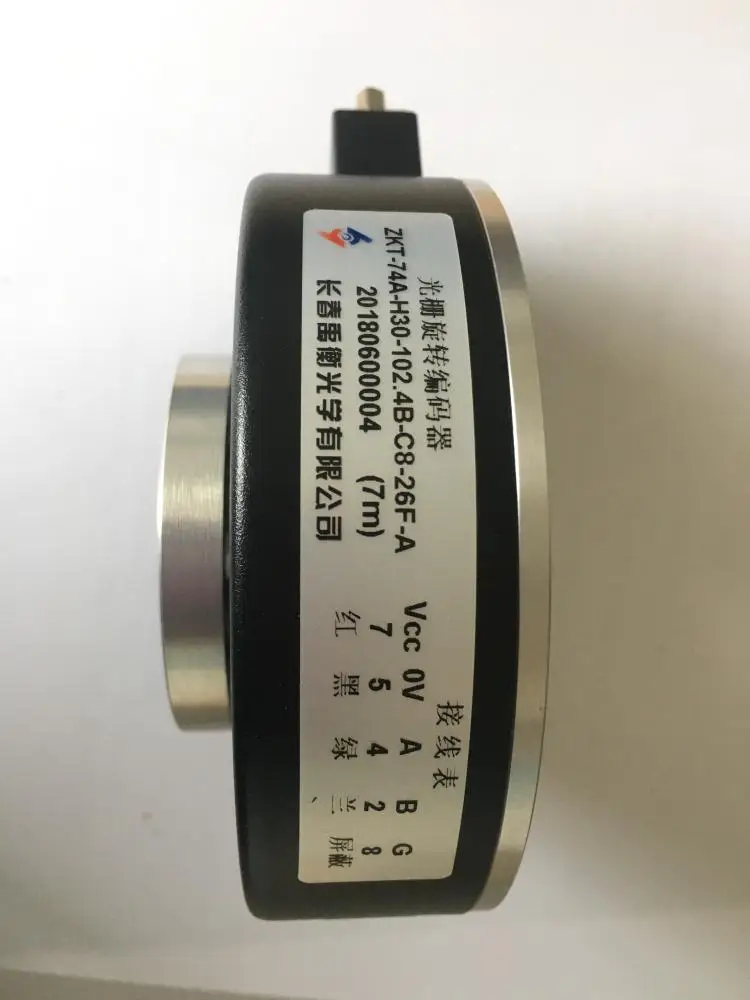 光栅旋转编码器
ZKT-74A-H30-102.4B-C8-26F-A
20180600004 (7m)
长春禹衡光学有限公司
接线表
Vcc 0V A B G
7 5 4 2 8
红 黑 绿 兰、 屏蔽